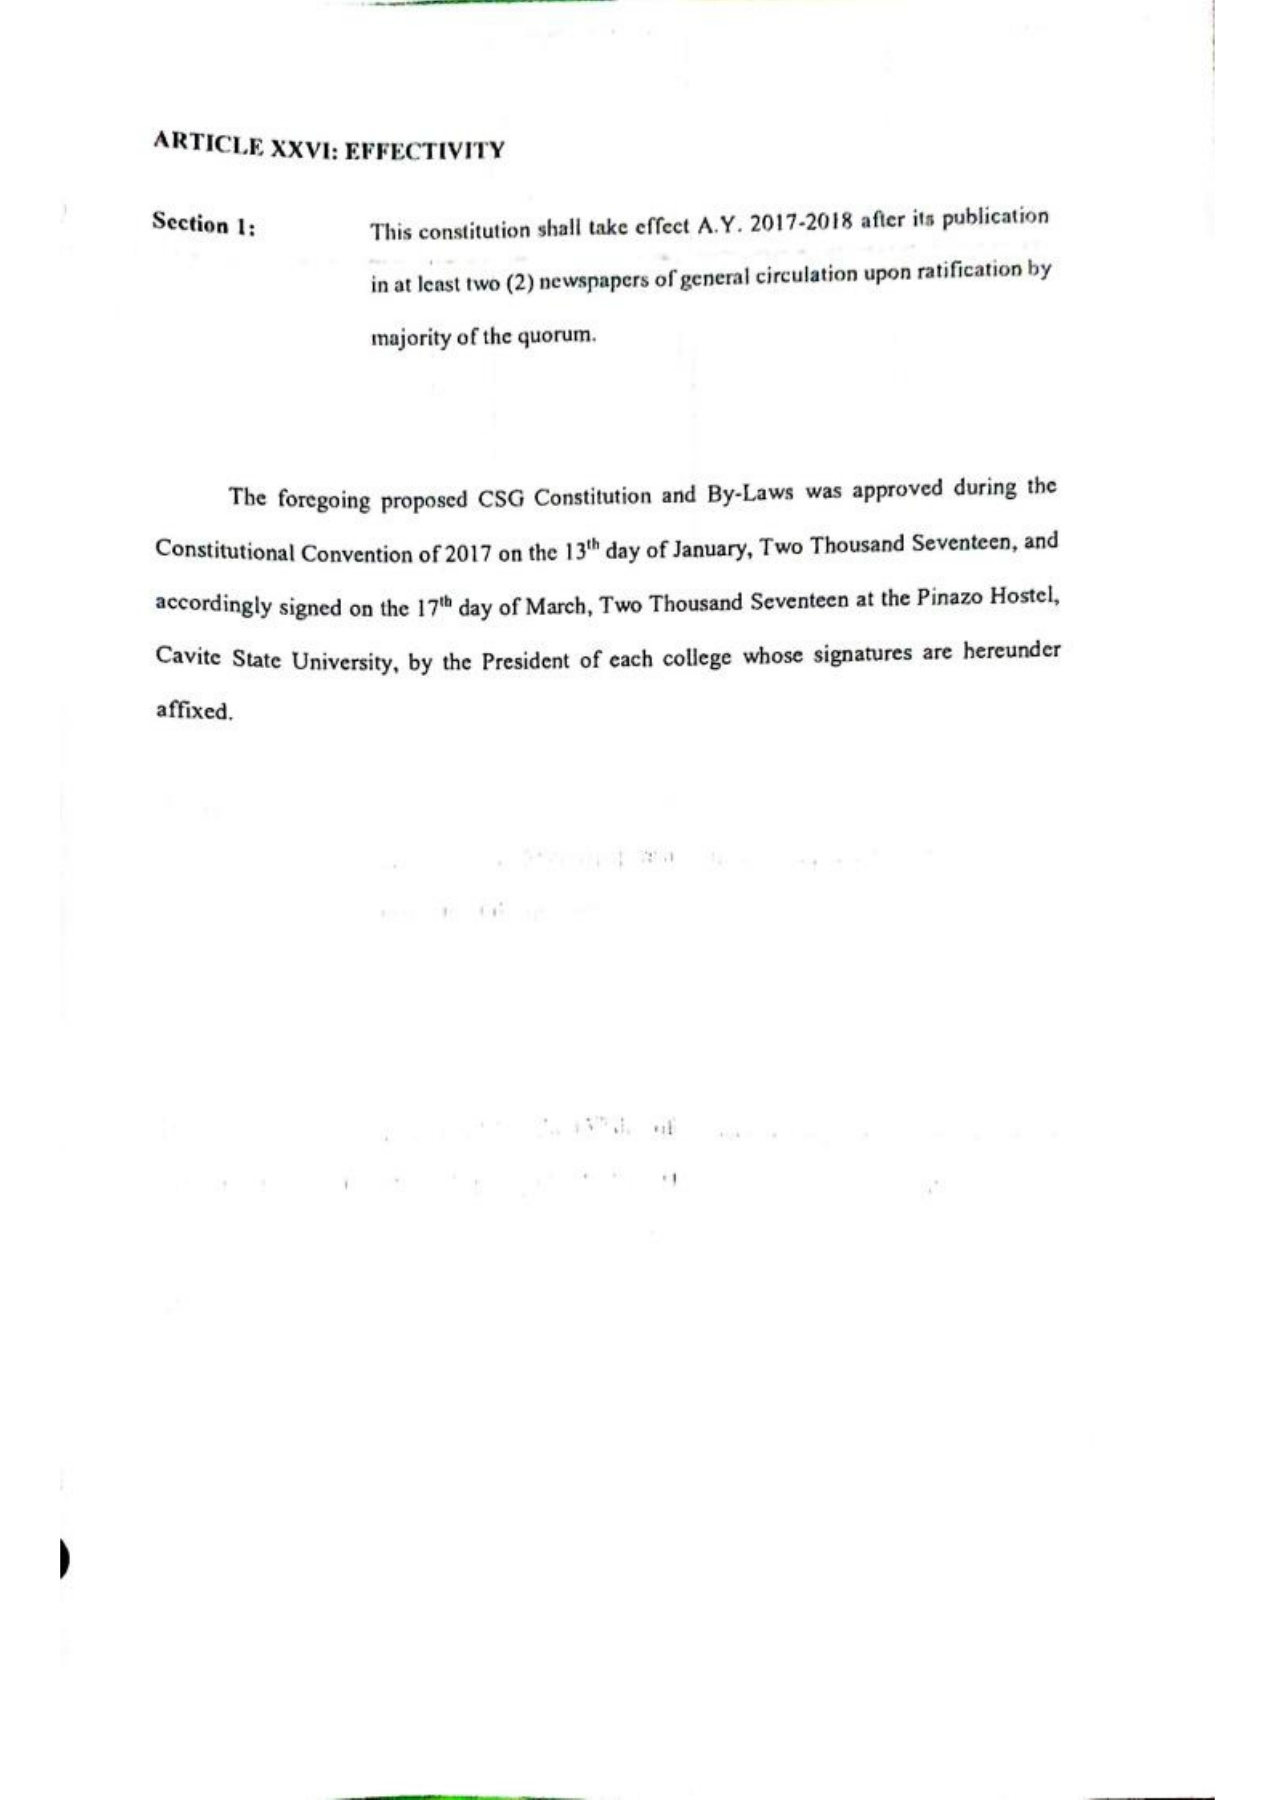 ARTICLE XXVI: EFFECTIVITY
Section 1:
This constitution shall take effect A.Y. 2017-2018 after its publication
in at least two (2) newspapers of general circulation upon ratification by
majority of the quorum.
The foregoing proposed CSG Constitution and By-Laws was approved during the
Constitutional Convention of 2017 on the 13th day of January, Two Thousand Seventeen, and
accordingly signed on the 17th day of March, Two Thousand Seventeen at the Pinazo Hostel,
Cavite State University, by the President of each college whose signatures are hereunder
affixed.